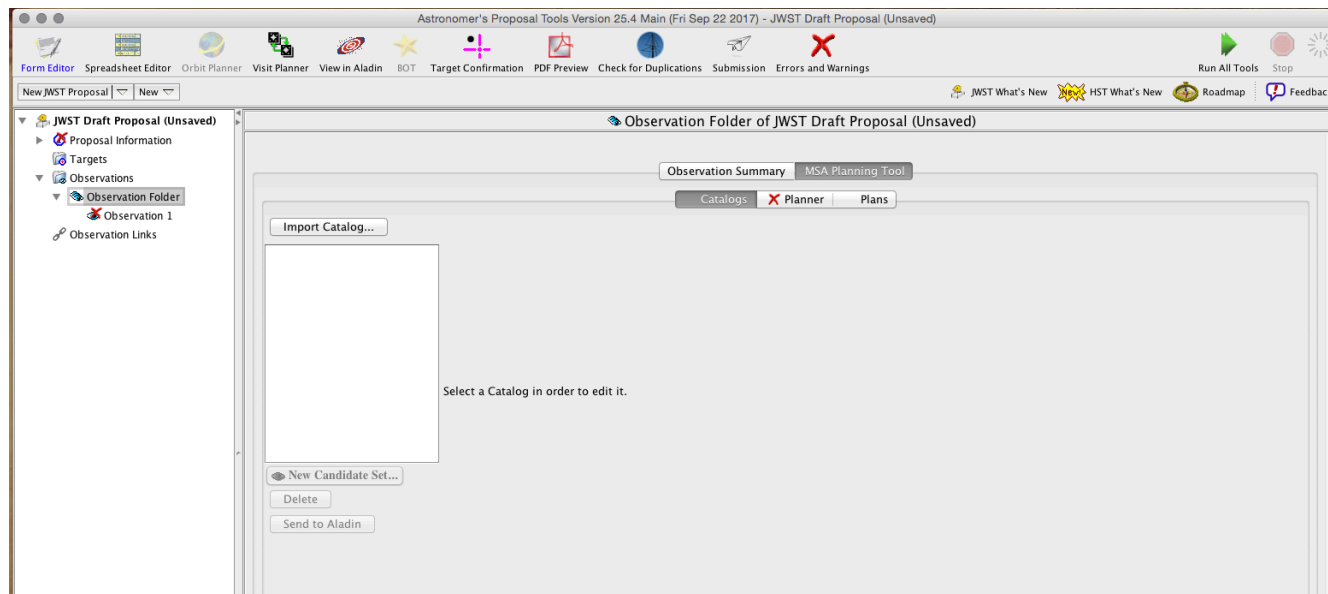 Astronomer's Proposal Tools Version 25.4 Main (Fri Sep 22 2017) - JWST Draft Proposal (Unsaved)
Form Editor Spreadsheet Editor Orbit Planner Visit Planner View in Aladin BOT Target Confirmation PDF Preview Check for Duplications Submission Errors and Warnings Run All Tools Stop
New JWST Proposal New JWST What's New New! HST What's New Roadmap Feedbac
JWST Draft Proposal (Unsaved)
Proposal Information
Targets
Observations
Observation Folder
Observation 1
Observation Links
Observation Folder of JWST Draft Proposal (Unsaved)
Observation Summary MSA Planning Tool
Catalogs Planner Plans
Import Catalog...
Select a Catalog in order to edit it.
New Candidate Set...
Delete
Send to Aladin